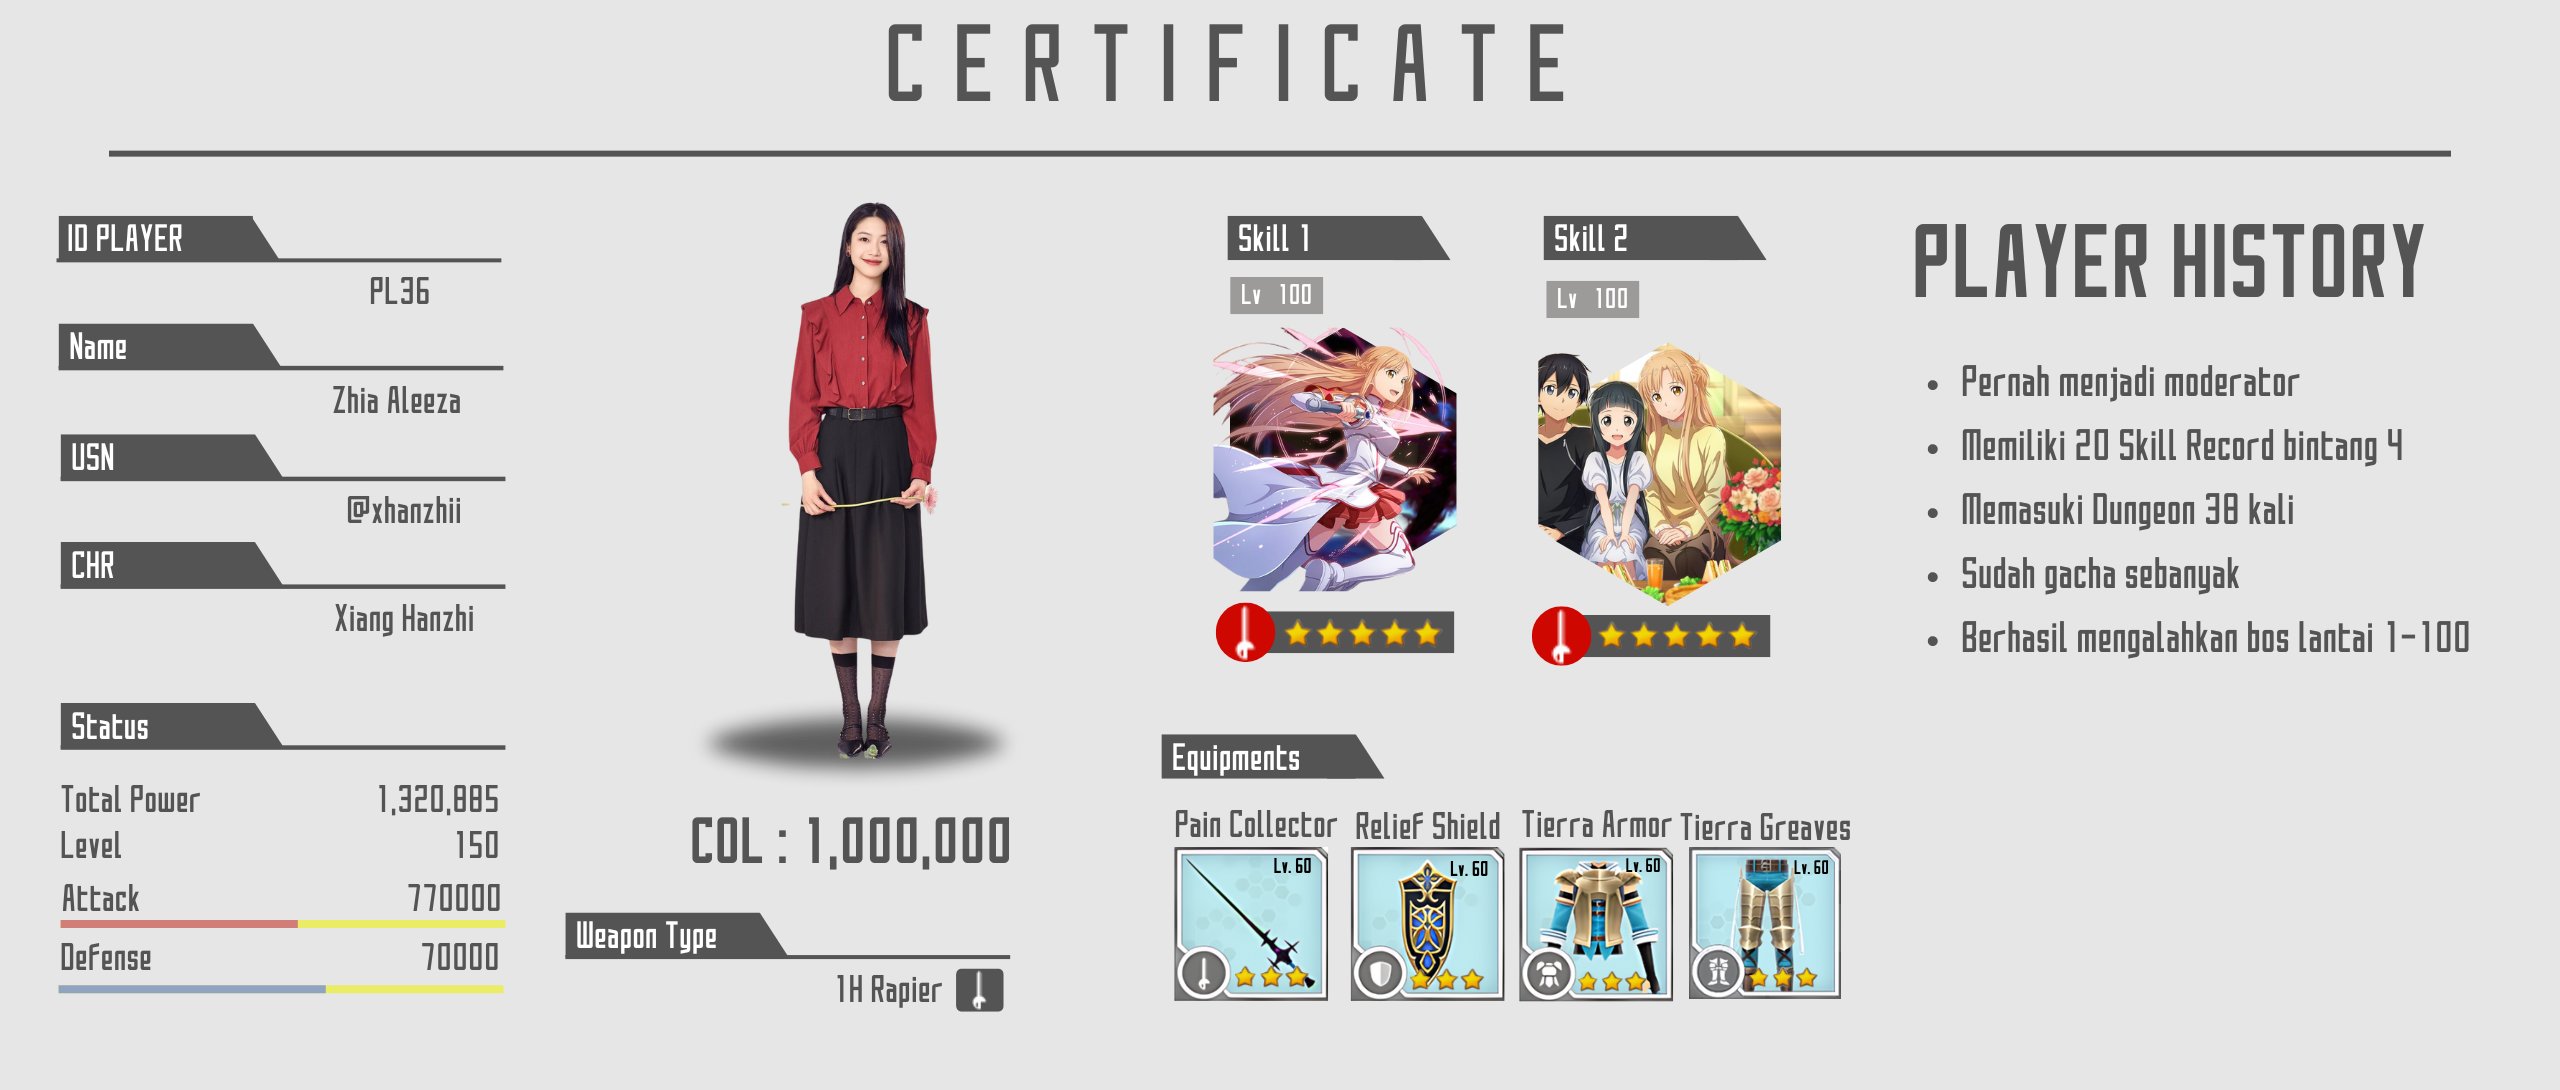 CERTIFICATE
ID PLAYER
PL36
Name
Zhia Aleeza
USN
@xhanzhii
CHR
Xiang Hanzhi
Status
Total Power 1,320,885
Level 150
Attack 770000
Defense 70000
COL : 1,000,000
Weapon Type
1H Rapier
Skill 1
Lv 100
Skill 2
Lv 100
Equipments
Pain Collector
Lv. 60
Relief Shield
Lv. 60
Tierra Armor
Lv. 60
Tierra Greaves
Lv. 60
PLAYER HISTORY
• Pernah menjadi moderator
• Memiliki 20 Skill Record bintang 4
• Memasuki Dungeon 38 kali
• Sudah gacha sebanyak
• Berhasil mengalahkan bos lantai 1-100